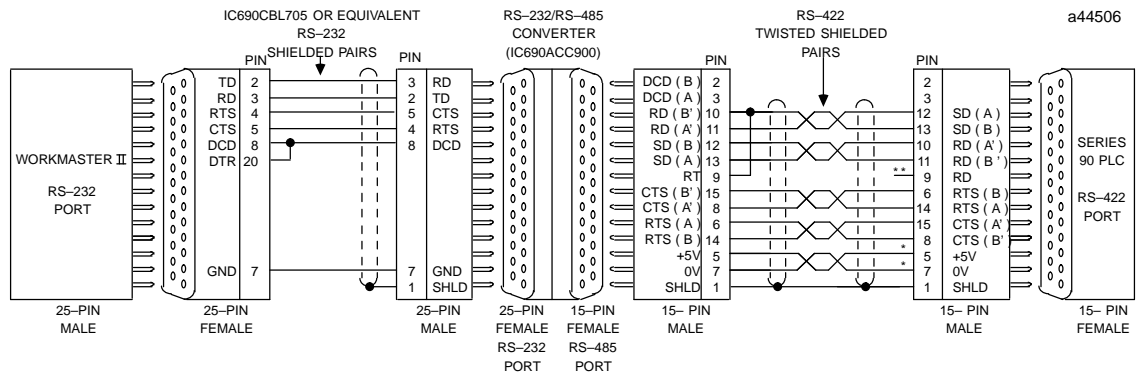 IC690CBL705 OR EQUIVALENT
RS–232
SHIELDED PAIRS
RS–232/RS–485
CONVERTER
(IC690ACC900)
RS–422
TWISTED SHIELDED
PAIRS
a44506
WORKMASTER II
RS–232
PORT
25–PIN
MALE
PIN
TD 2
RD 3
RTS 4
CTS 5
DCD 8
DTR 20
GND 7
25–PIN
FEMALE
PIN
3 RD
2 TD
5 CTS
4 RTS
8 DCD
7 GND
1 SHLD
25–PIN
MALE
25–PIN
FEMALE
RS–232
PORT
15–PIN
FEMALE
RS–485
PORT
PIN
DCD ( B ) 2
DCD ( A ) 3
RD ( B' ) 10
RD ( A' ) 11
SD ( B ) 12
SD ( A ) 13
RT 9
CTS ( B' ) 15
CTS ( A' ) 8
RTS ( A ) 6
RTS ( B ) 14
+5V 5
0V 7
SHLD 1
15– PIN
MALE
PIN
2
3
12 SD ( A )
13 SD ( B )
10 RD ( A' )
11 RD ( B ' )
** 9 RD
6 RTS ( B )
14 RTS ( A )
15 CTS ( A' )
8 CTS ( B' )
* 5 +5V
* 7 0V
1 SHLD
15– PIN
MALE
SERIES
90 PLC
RS–422
PORT
15– PIN
FEMALE